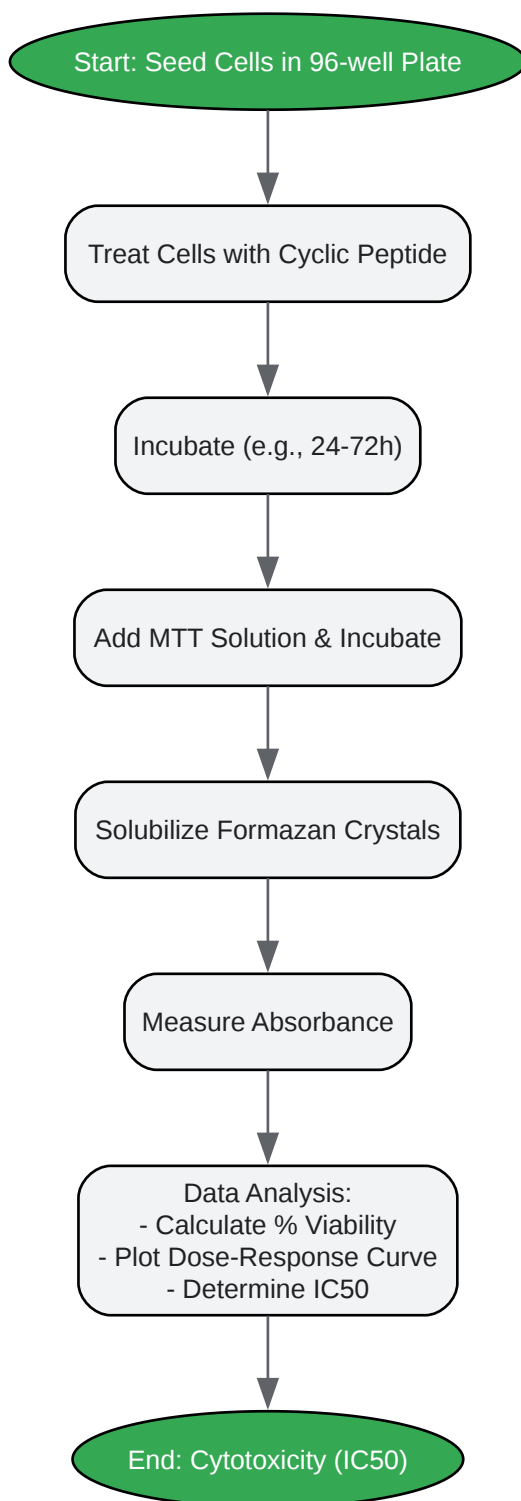 Start: Seed Cells in 96-well Plate
Treat Cells with Cyclic Peptide
Incubate (e.g., 24-72h)
Add MTT Solution & Incubate
Solubilize Formazan Crystals
Measure Absorbance
Data Analysis:
- Calculate % Viability
- Plot Dose-Response Curve
- Determine IC50
End: Cytotoxicity (IC50)